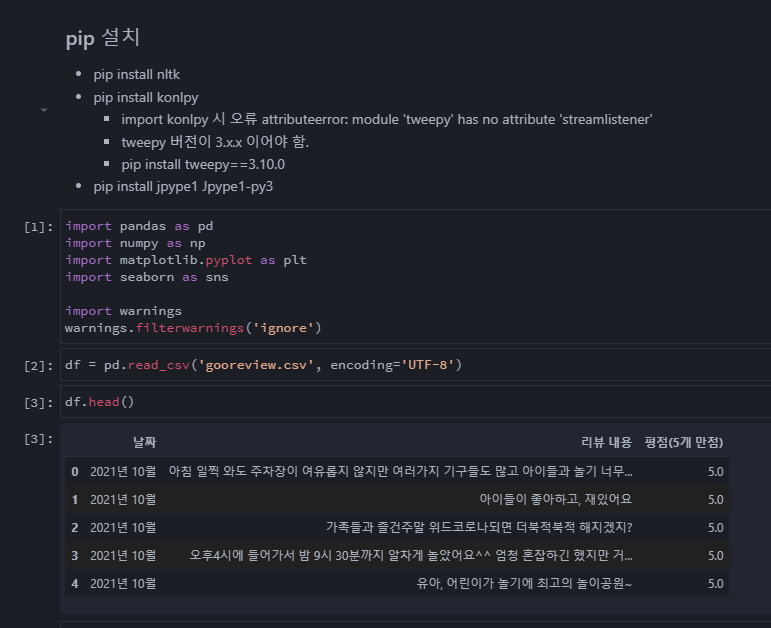 pip 설치
pip install nltk
pip install konlpy
import konlpy 시 오류 attributeerror: module 'tweepy' has no attribute 'streamlistener'
tweepy 버전이 3.x.x 이어야 함.
pip install tweepy==3.10.0
pip install jpype1 Jpype1-py3
[1]: import pandas as pd
import numpy as np
import matplotlib.pyplot as plt
import seaborn as sns
import warnings
warnings.filterwarnings('ignore')
[2]: df = pd.read_csv('gooreview.csv', encoding='UTF-8')
[3]: df.head()
[3]: 날짜 리뷰 내용 평점(5개 만점)
0 2021년 10월 아침 일찍 와도 주차장이 여유롭지 않지만 여러가지 기구들도 많고 아이들과 놀기 너무... 5.0
1 2021년 10월 아이들이 좋아하고, 재있어요 5.0
2 2021년 10월 가족들과 즐건주말 위드코로나되면 더북적북적 해지겠지? 5.0
3 2021년 10월 오후4시에 들어가서 밤 9시 30분까지 알차게 놀았어요^^ 엄청 혼잡하긴 했지만 거... 5.0
4 2021년 10월 유아, 어린이가 놀기에 최고의 놀이공원~ 5.0